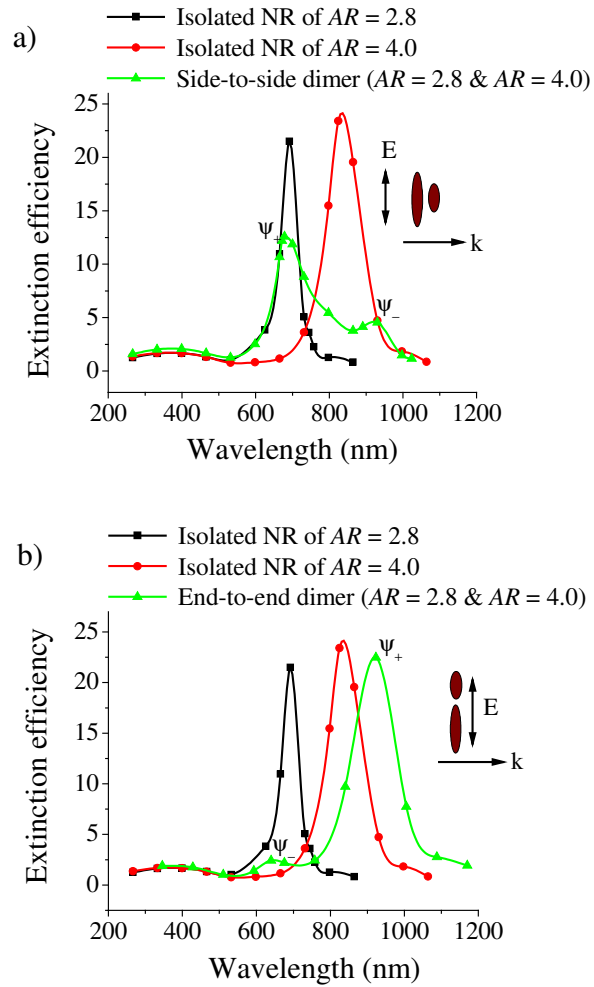 a)
Isolated NR of AR = 2.8
Isolated NR of AR = 4.0
Side-to-side dimer (AR = 2.8 & AR = 4.0)
25
20
15
10
5
0
Extinction efficiency
E
k
ψ+
ψ−
200 400 600 800 1000 1200
Wavelength (nm)
b)
Isolated NR of AR = 2.8
Isolated NR of AR = 4.0
End-to-end dimer (AR = 2.8 & AR = 4.0)
25
20
15
10
5
0
Extinction efficiency
ψ+
E
k
ψ−
200 400 600 800 1000 1200
Wavelength (nm)